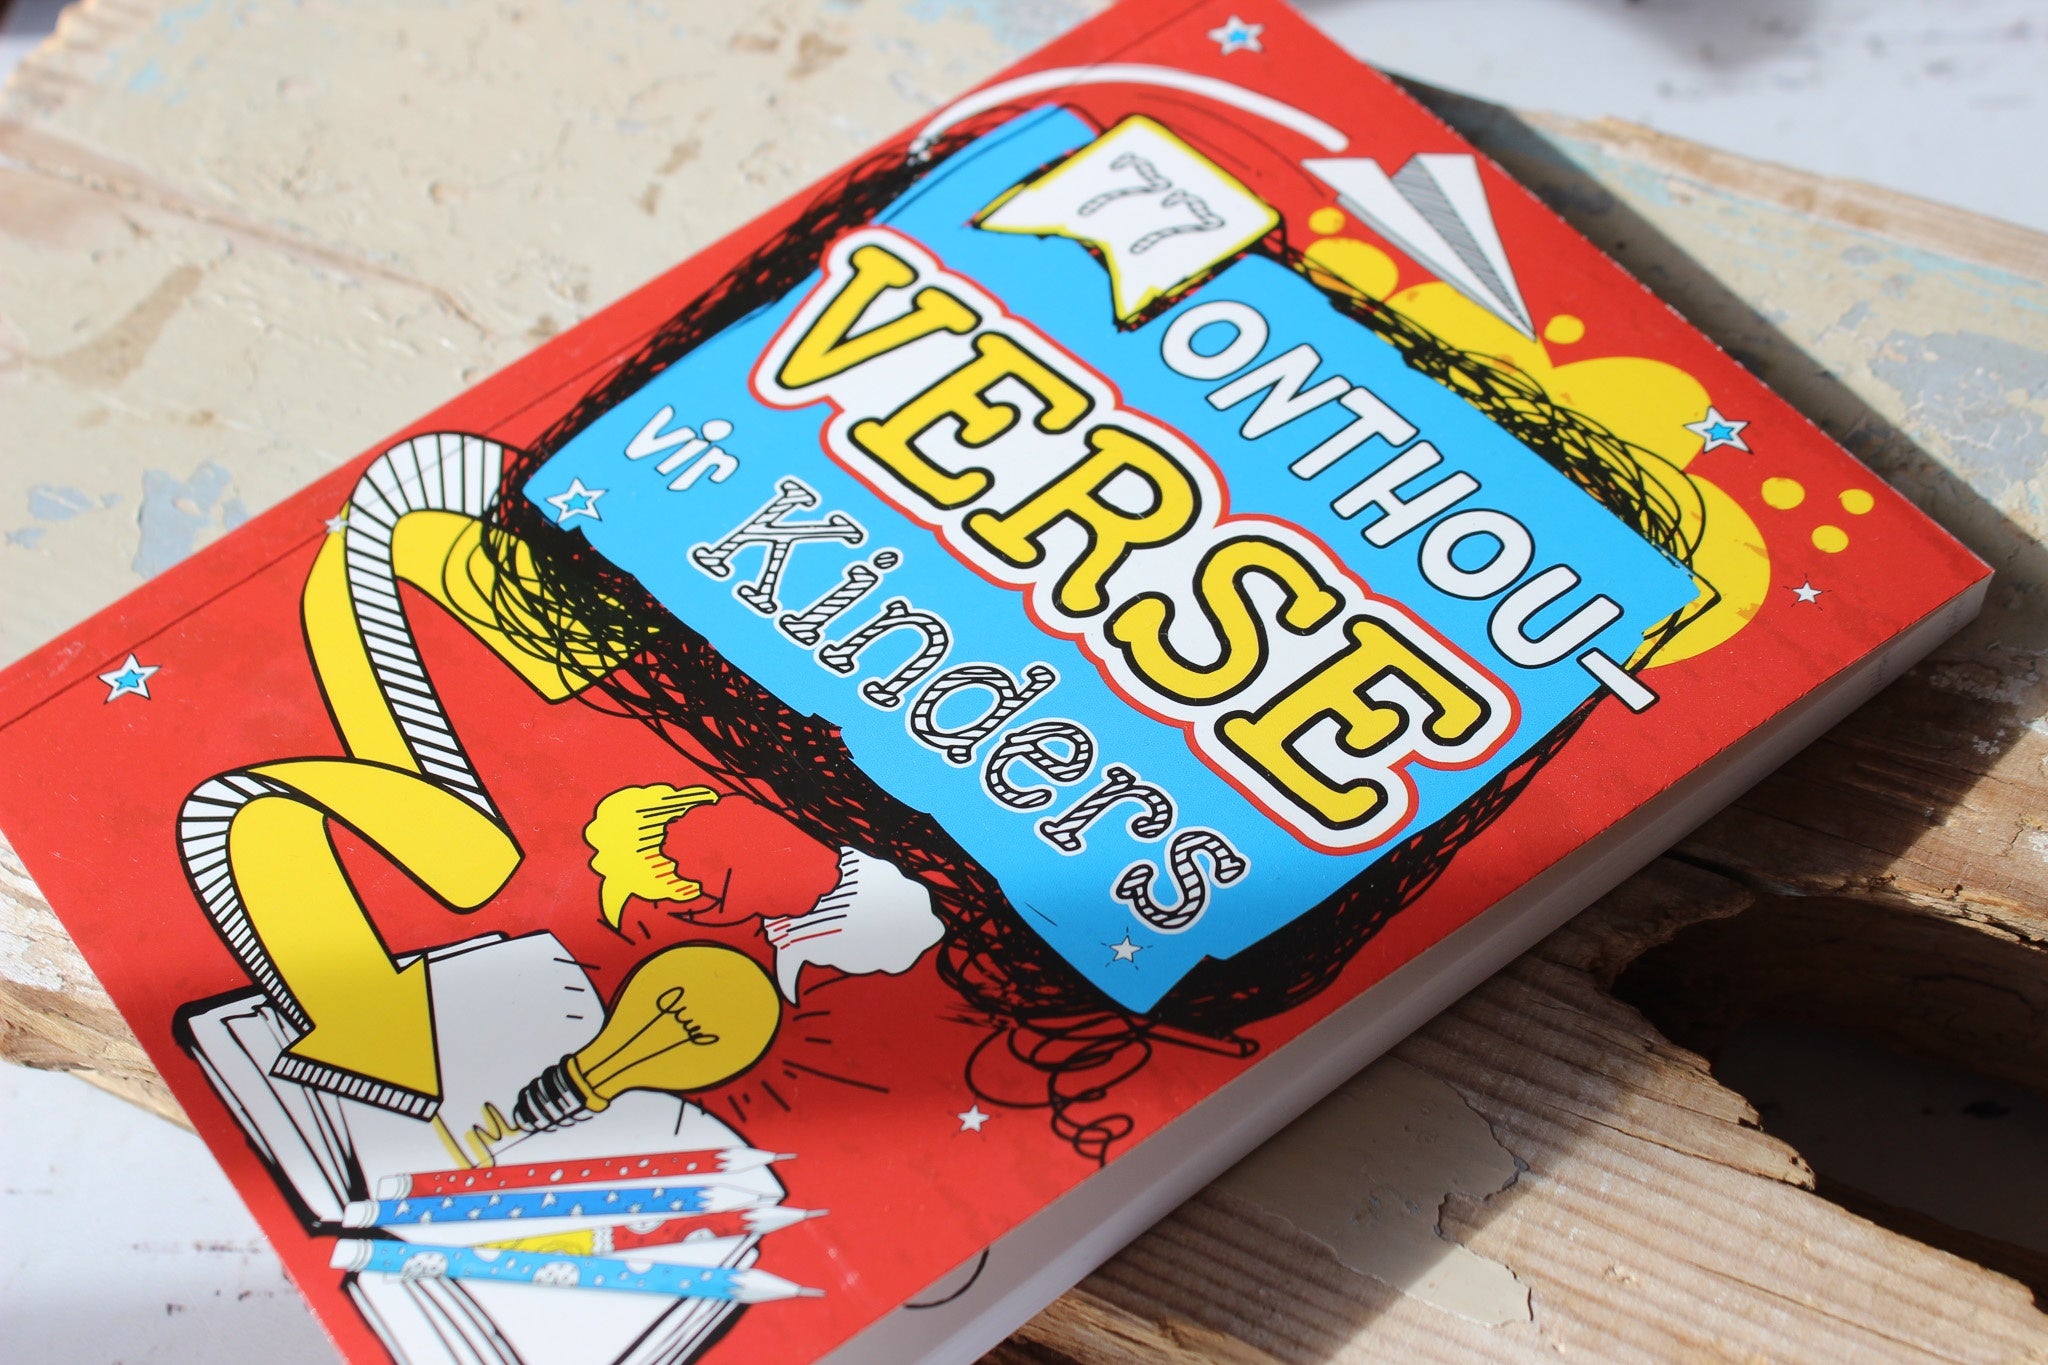 77
ONTHOU-
VERSE
vir Kinders